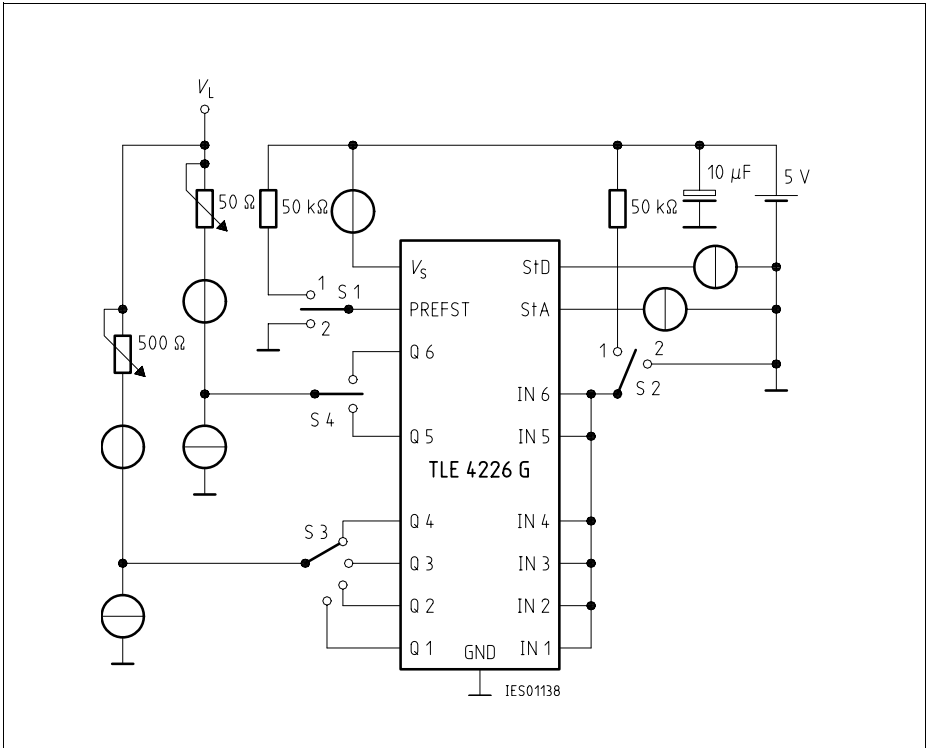 V_L
10 µF
5 V
50 Ω
50 kΩ
50 kΩ
V_S
StD
1
S 1
PREFST
StA
2
500 Ω
Q 6
1
2
S 2
S 4
IN 6
Q 5
IN 5
TLE 4226 G
S 3
Q 4
IN 4
Q 3
IN 3
Q 2
IN 2
Q 1
IN 1
GND
IES01138